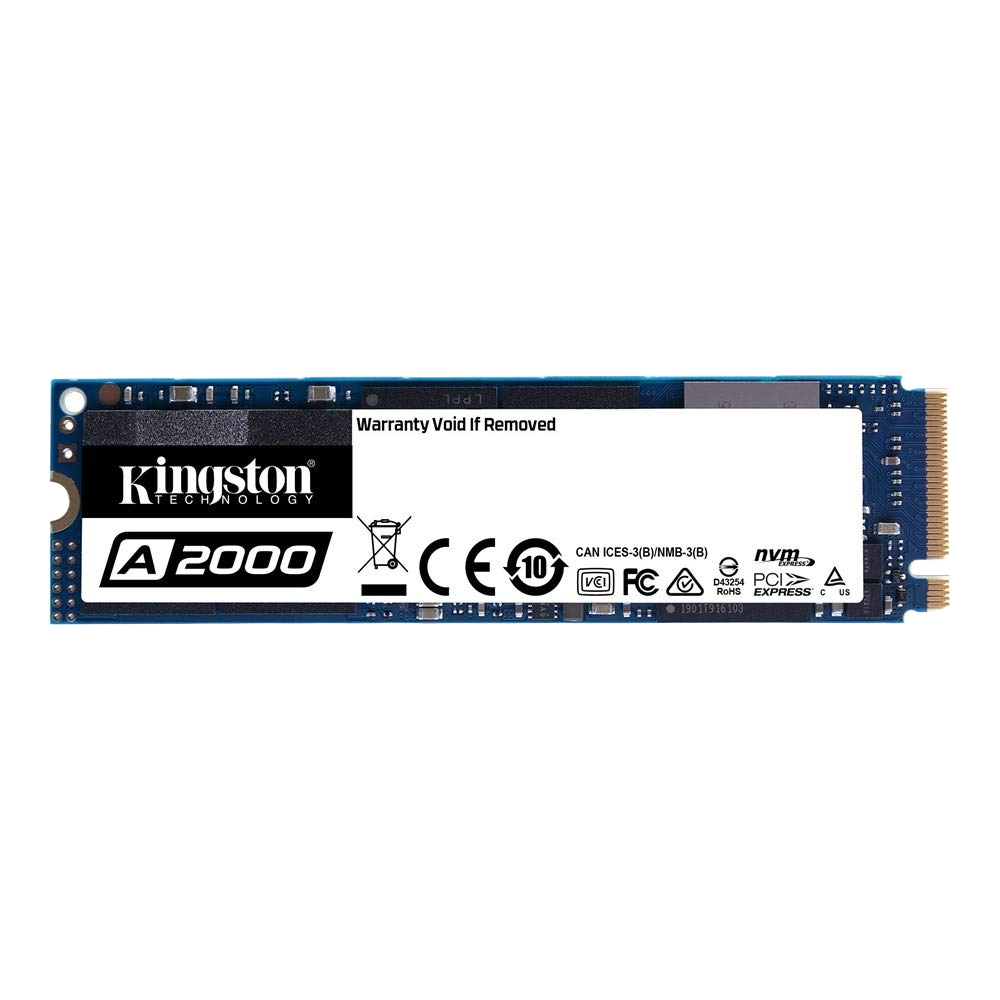 LPPL
Warranty Void If Removed
Kingston®
TECHNOLOGY
A2000
CE
10
CAN ICES-3(B)/NMB-3(B)
VCI
FC
D43254
RoHS
nvm
EXPRESS
PCI
EXPRESS®
C US
1901T916103